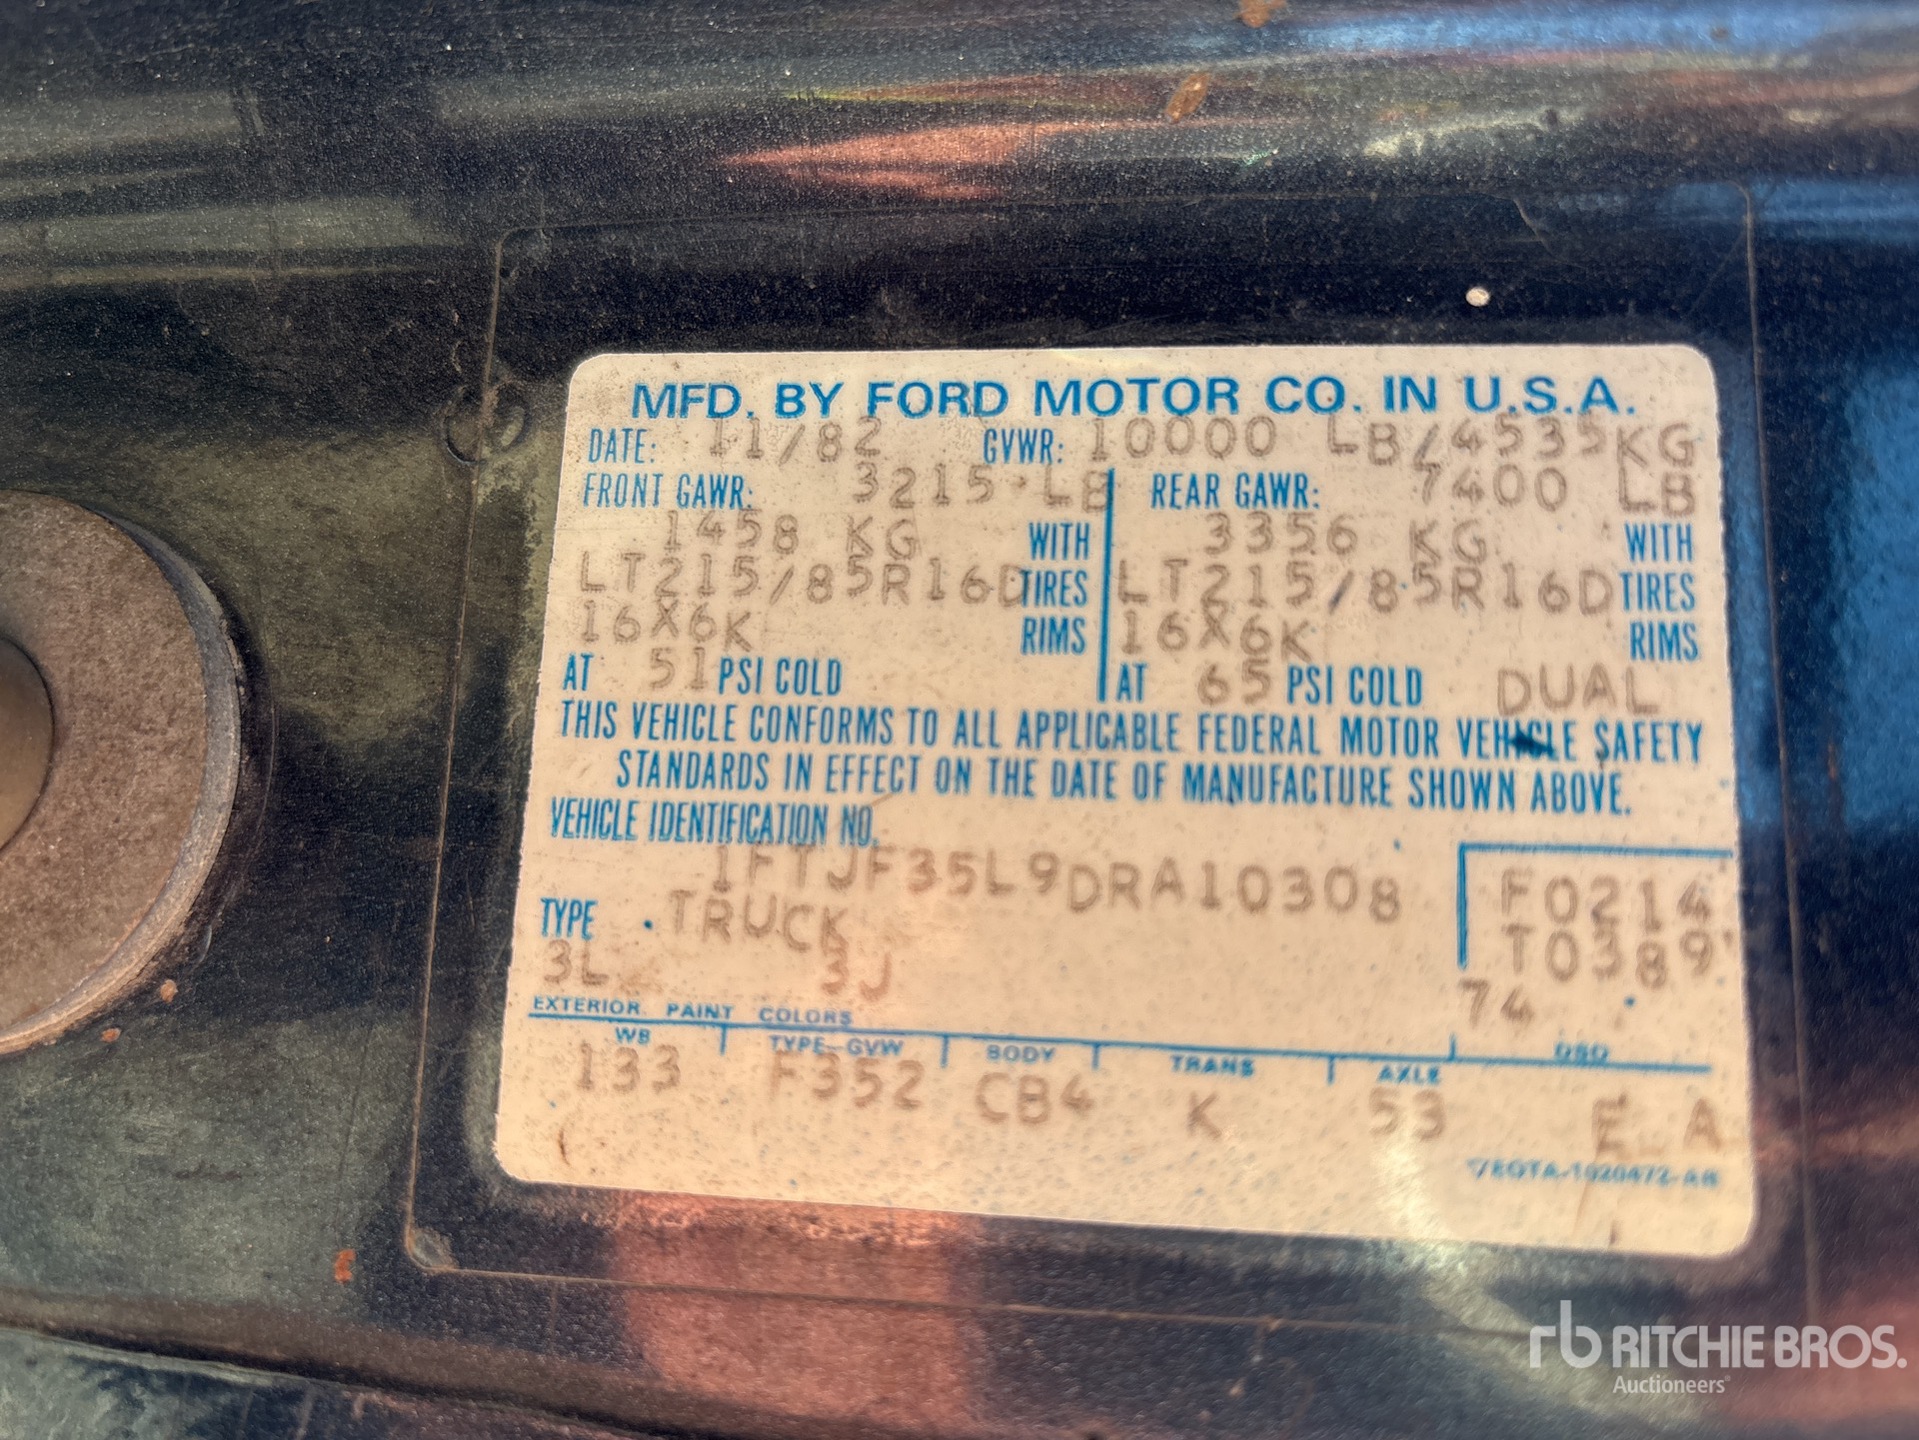 MFD. BY FORD MOTOR CO. IN U.S.A.
DATE: 11/82 GVWR: 10000 LB/4535KG
FRONT GAWR: 3215 LB REAR GAWR: 7400 LB
1458 KG WITH 3356 KG WITH
LT215/85R16D TIRES LT215/85R16D TIRES
16X6K RIMS 16X6K RIMS
AT 51 PSI COLD AT 65 PSI COLD DUAL
THIS VEHICLE CONFORMS TO ALL APPLICABLE FEDERAL MOTOR VEHICLE SAFETY
STANDARDS IN EFFECT ON THE DATE OF MANUFACTURE SHOWN ABOVE.
VEHICLE IDENTIFICATION NO.
1FTJF35L9DRA10308 F0214
TYPE TRUCK T0389
3L 3J 74
EXTERIOR PAINT COLORS
WB TYPE-GVW BODY TRANS AXLE DSO
133 F352 CB4 K 53 E A
rb RITCHIE BROS.
Auctioneers